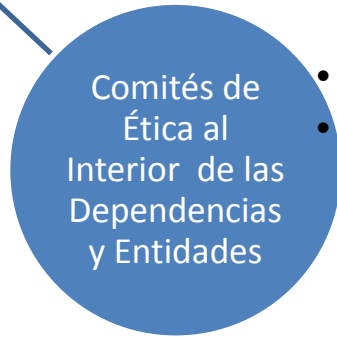 Comités de
Ética al
Interior de las
Dependencias
y Entidades